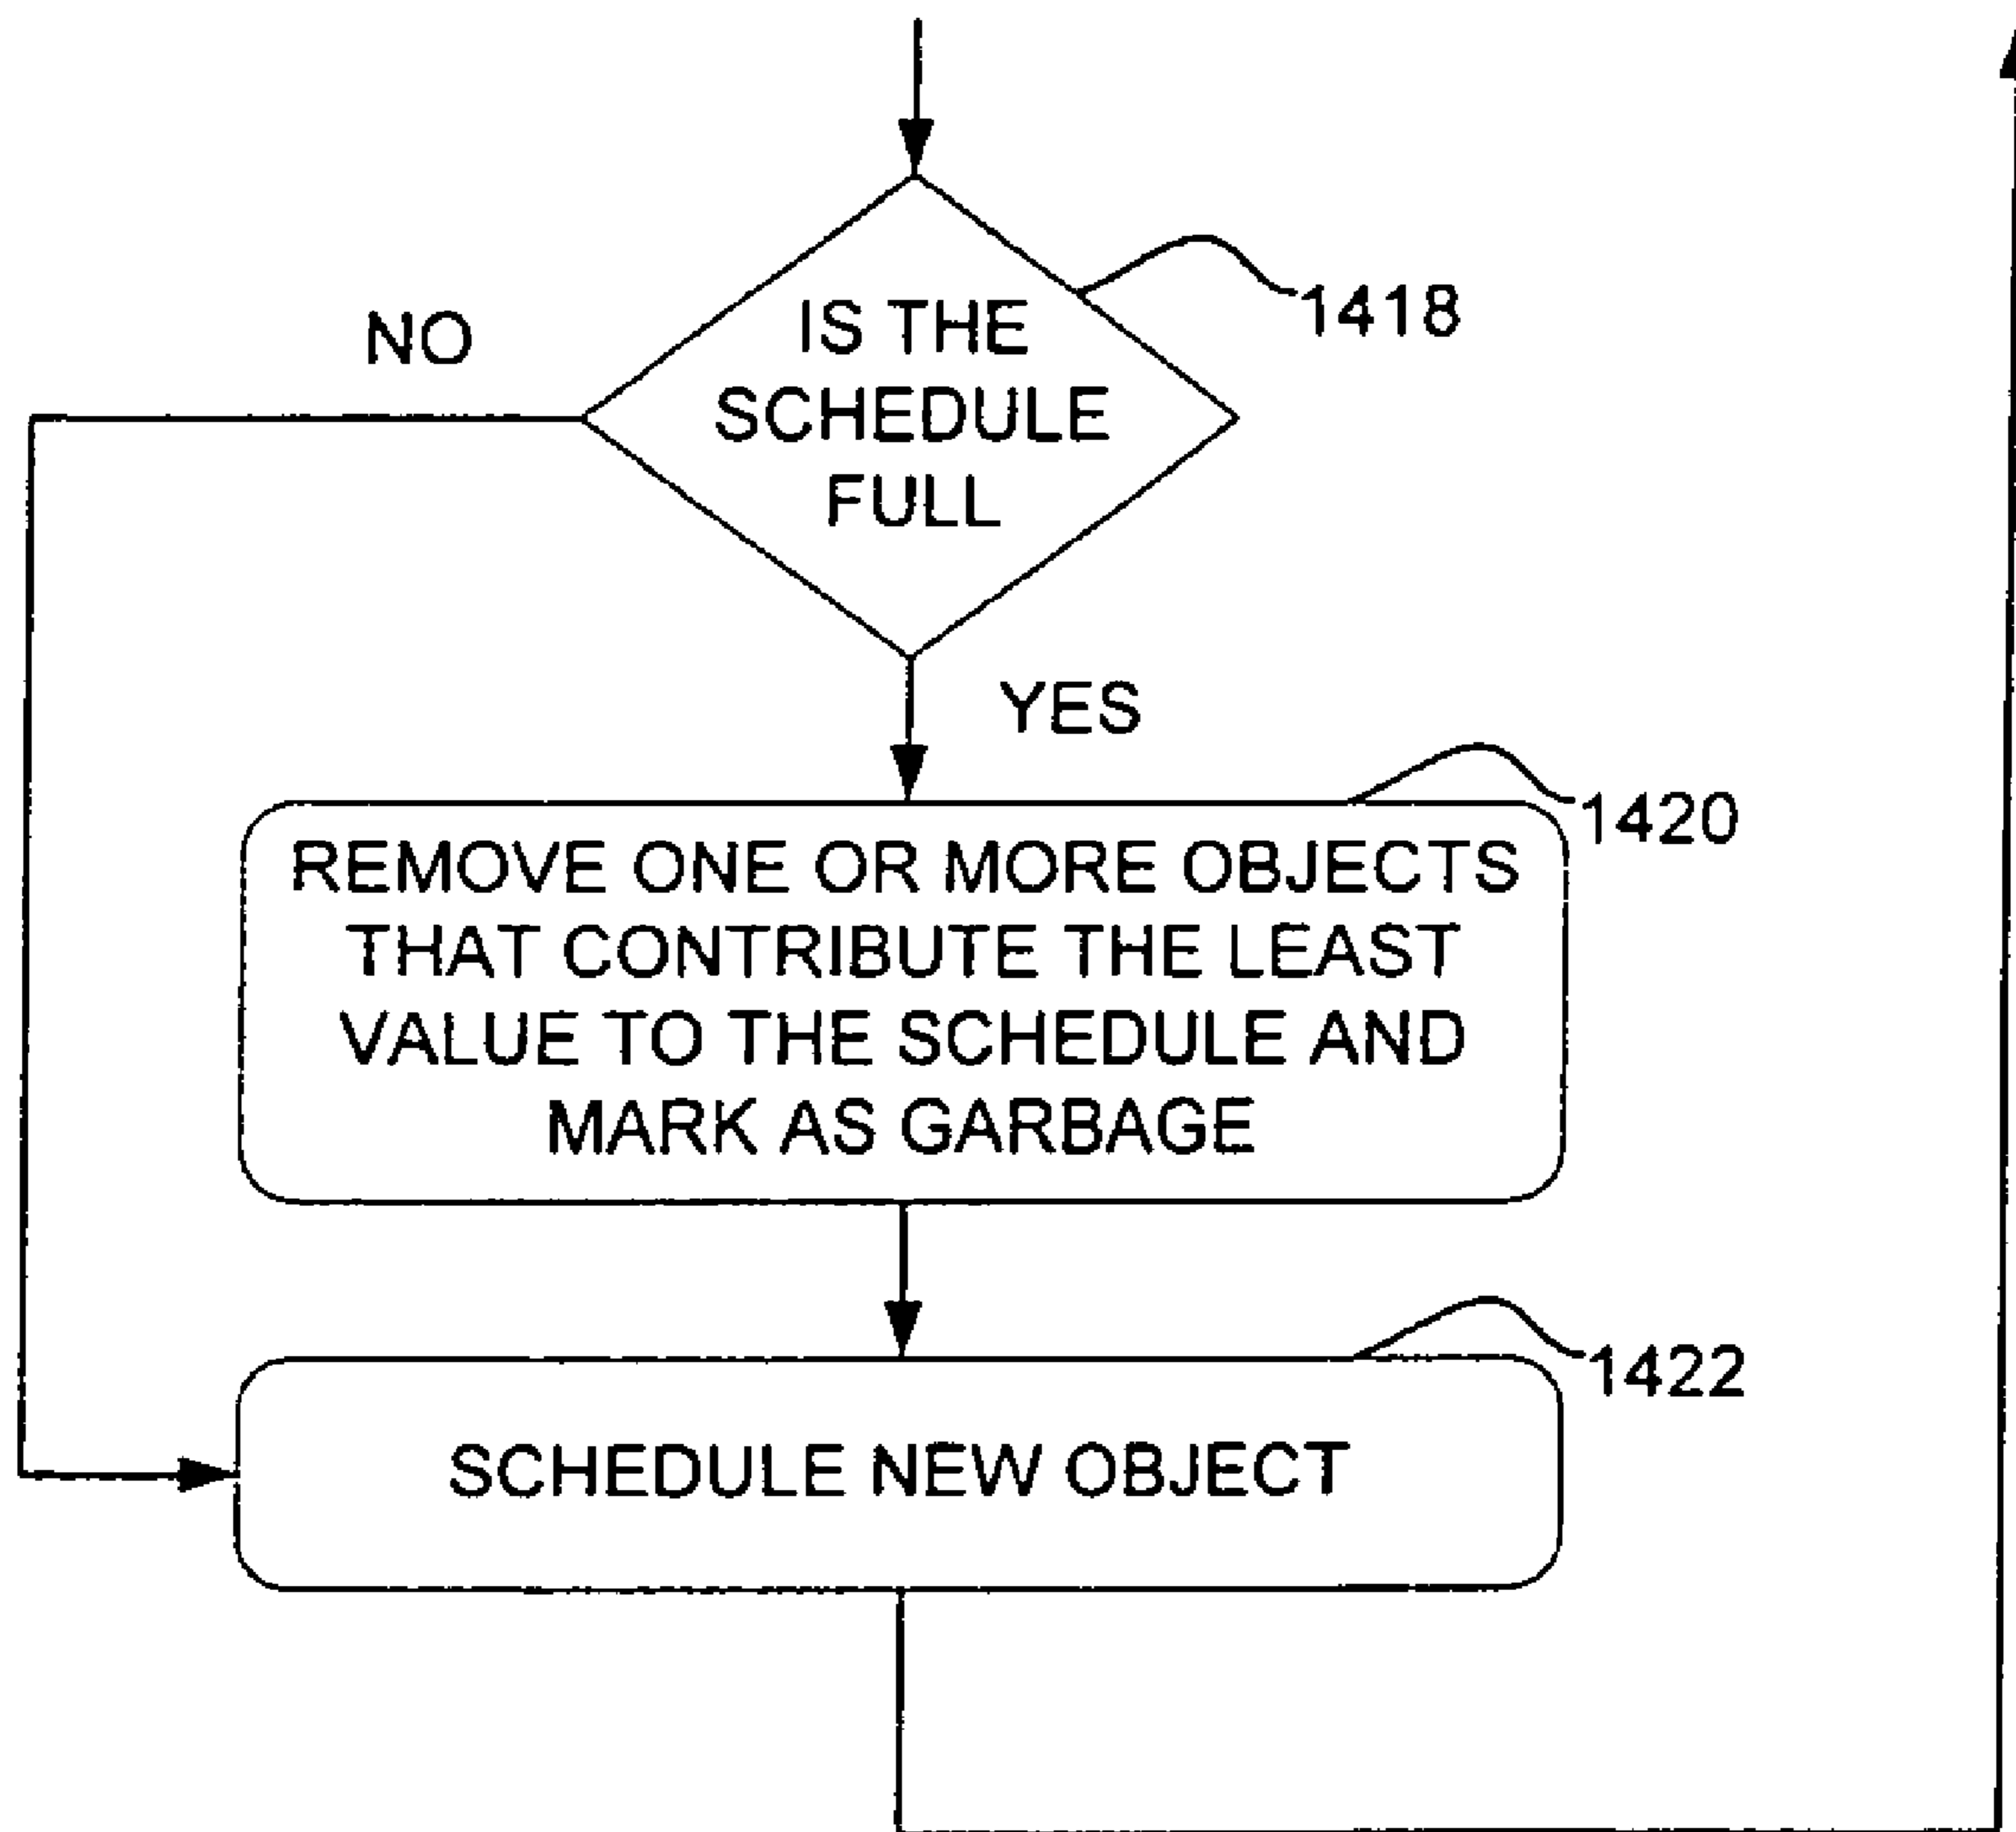 IS THE
SCHEDULE
FULL
1418
NO
YES
1420
REMOVE ONE OR MORE OBJECTS
THAT CONTRIBUTE THE LEAST
VALUE TO THE SCHEDULE AND
MARK AS GARBAGE
1422
SCHEDULE NEW OBJECT